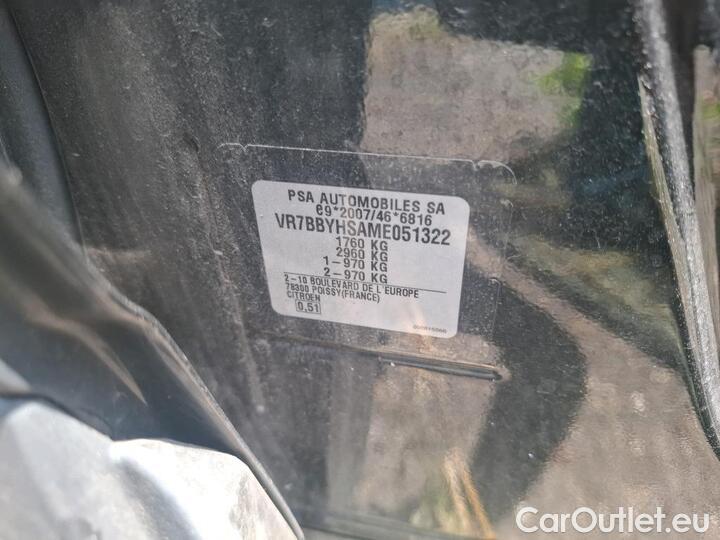 PSA AUTOMOBILES SA
e9*2007/46*6816
VR7BBYHSAME051322
1760 KG
2960 KG
1-970 KG
2-970 KG
2-10 BOULEVARD DE L'EUROPE
78300 POISSY(FRANCE)
CITROEN
0,51
CarOutlet.eu